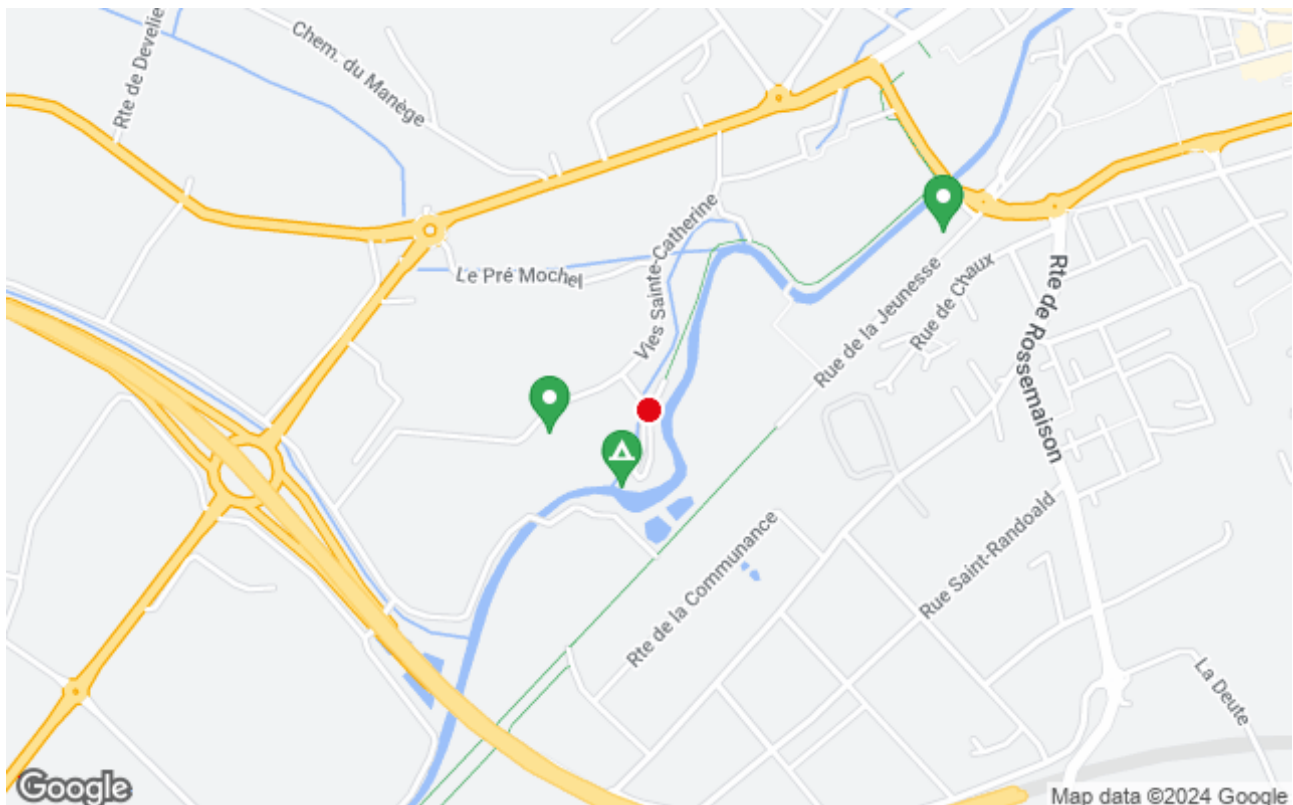 Rte de Develie
Chem. du Manège
Le Pré Mochel
Vies Sainte-Catherine
Rue de la Jeunesse
Rue de Chaux
Rte de Rossemaison
Rue Saint-Randoald
Rte de la Communance
La Deute
Google
Map data ©2024 Google